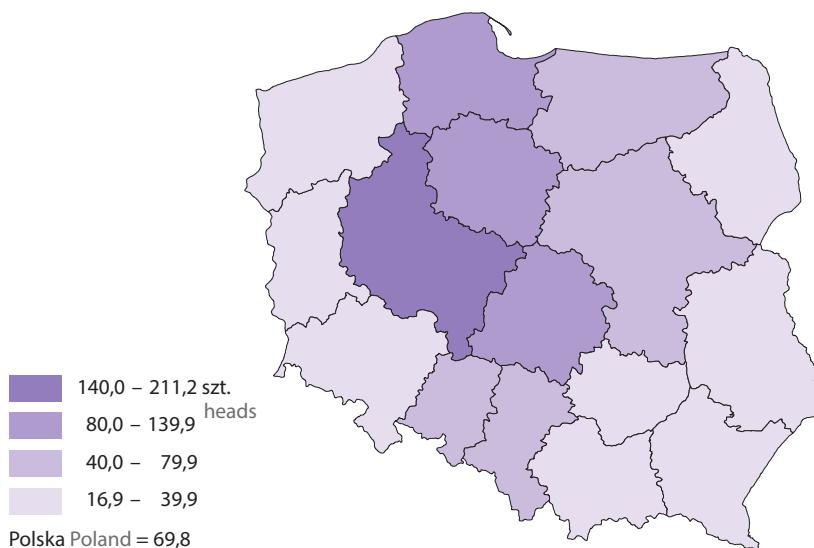 140,0 – 211,2 szt.
heads
80,0 – 139,9
40,0 – 79,9
16,9 – 39,9
Polska Poland = 69,8